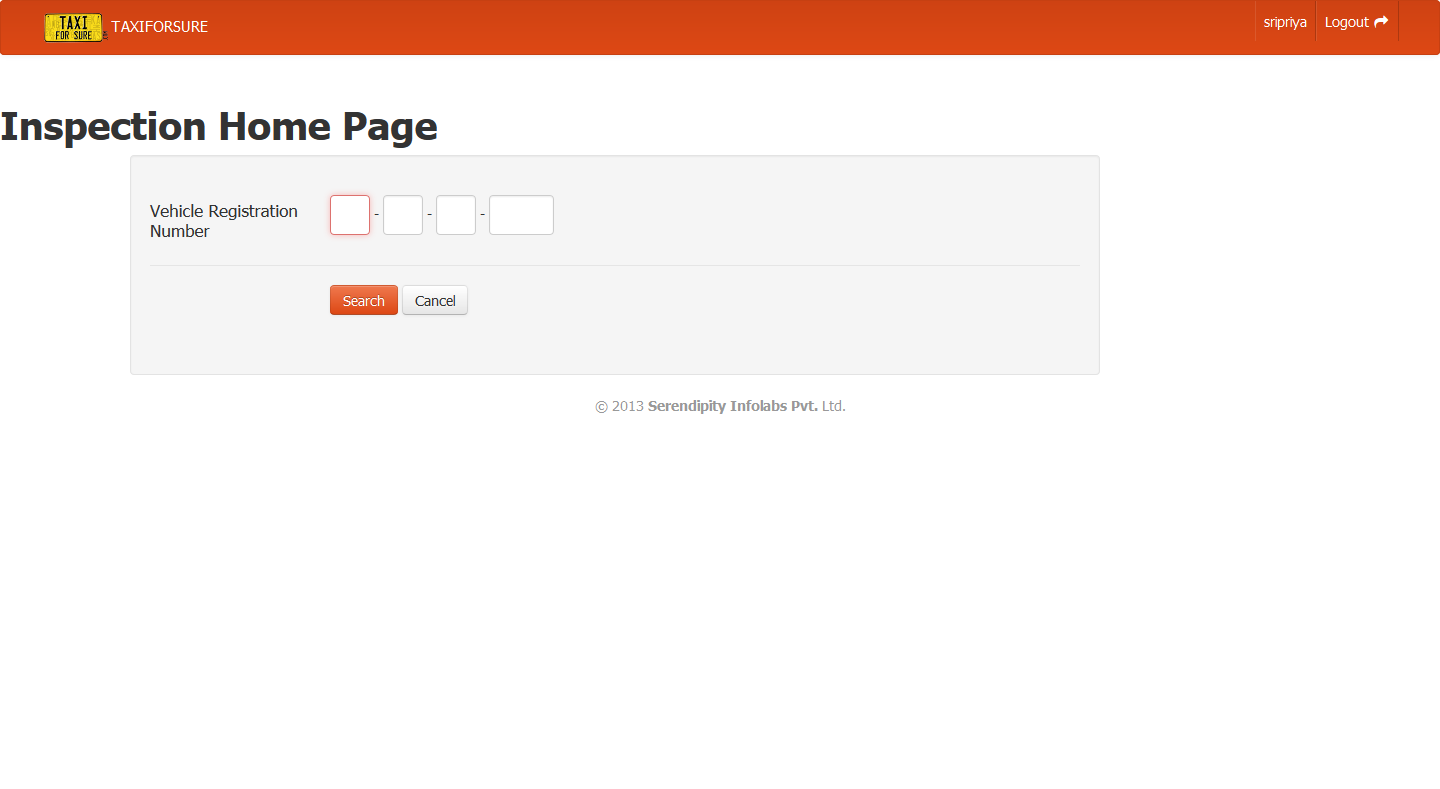 TAXI
FOR SURE
TAXIFORSURE
sripriya
Logout
Inspection Home Page
Vehicle Registration
Number
- - -
Search
Cancel
© 2013 Serendipity Infolabs Pvt. Ltd.